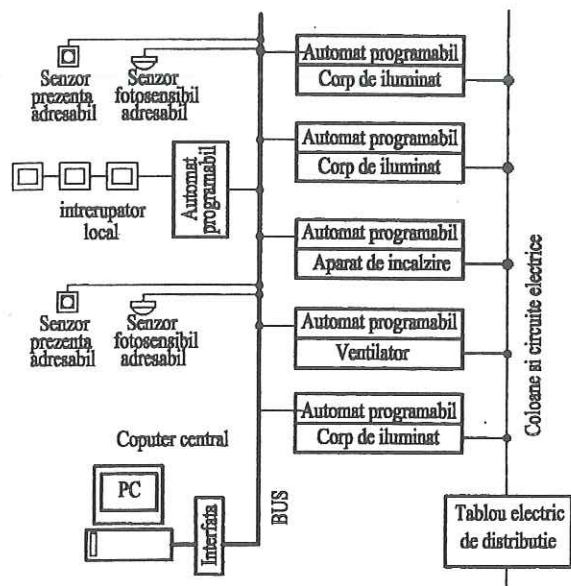 Automat programabil
Corp de iluminat
Senzor
prezenta
adresabil
Senzor
fotosensibil
adresabil
Automat programabil
Corp de iluminat
Automat
programabil
intrerupator
local
Automat programabil
Aparat de incalzire
Senzor
prezenta
adresabil
Senzor
fotosensibil
adresabil
Automat programabil
Ventilator
Coloane si circuite electrice
Automat programabil
Corp de iluminat
Coputer central
PC
Interfata
BUS
Tablou electric
de distributie